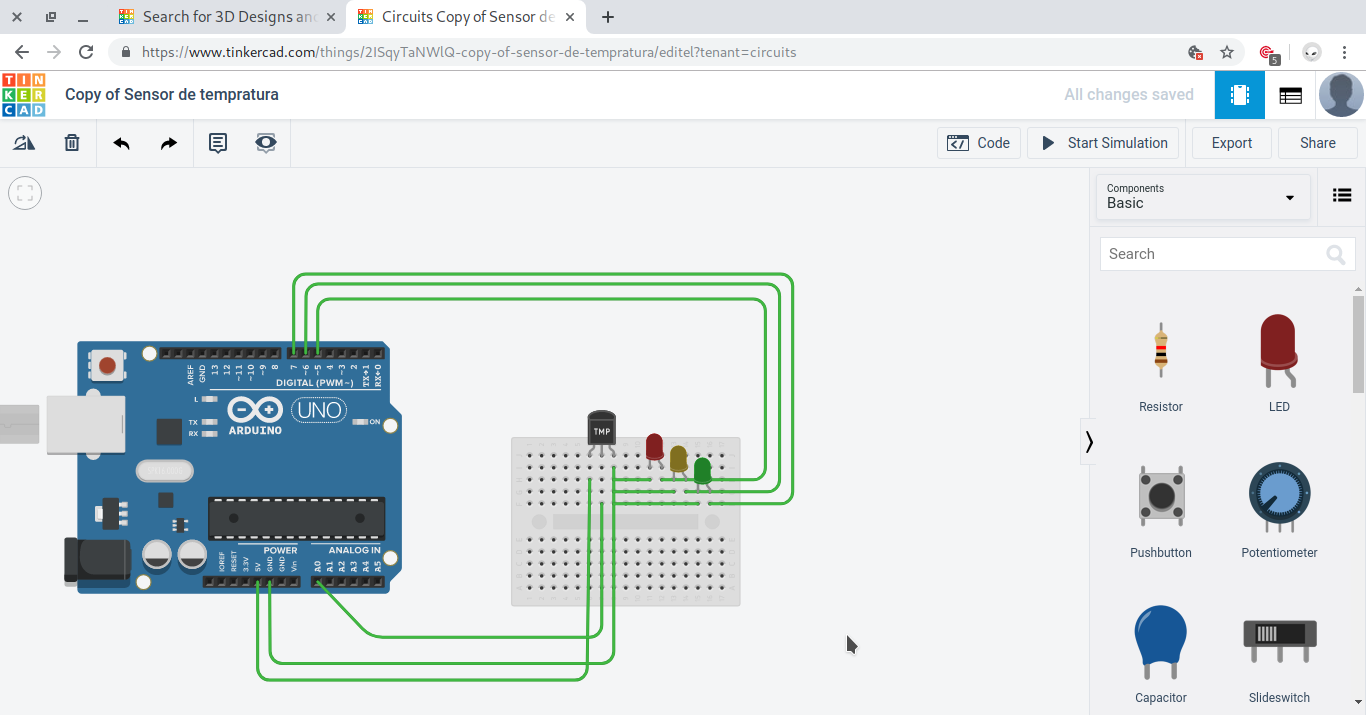 Search for 3D Designs an
Circuits Copy of Sensor de
https://www.tinkercad.com/things/2ISqyTaNWlQ-copy-of-sensor-de-tempratura/editel?tenant=circuits
5
TIN
KER
CAD
Copy of Sensor de tempratura
All changes saved
Code
Start Simulation
Export
Share
Components
Basic
Search
Resistor
LED
Pushbutton
Potentiometer
Capacitor
Slideswitch
AREF
GND
13
12
~11
~10
~9
8
7
~6
~5
4
~3
2
TX→1
RX←0
DIGITAL (PWM~)
L
TX
RX
UNO
ON
ARDUINO
TMP
POWER
ANALOG IN
IOREF
RESET
3.3V
5V
GND
GND
Vin
A0
A1
A2
A3
A4
A5